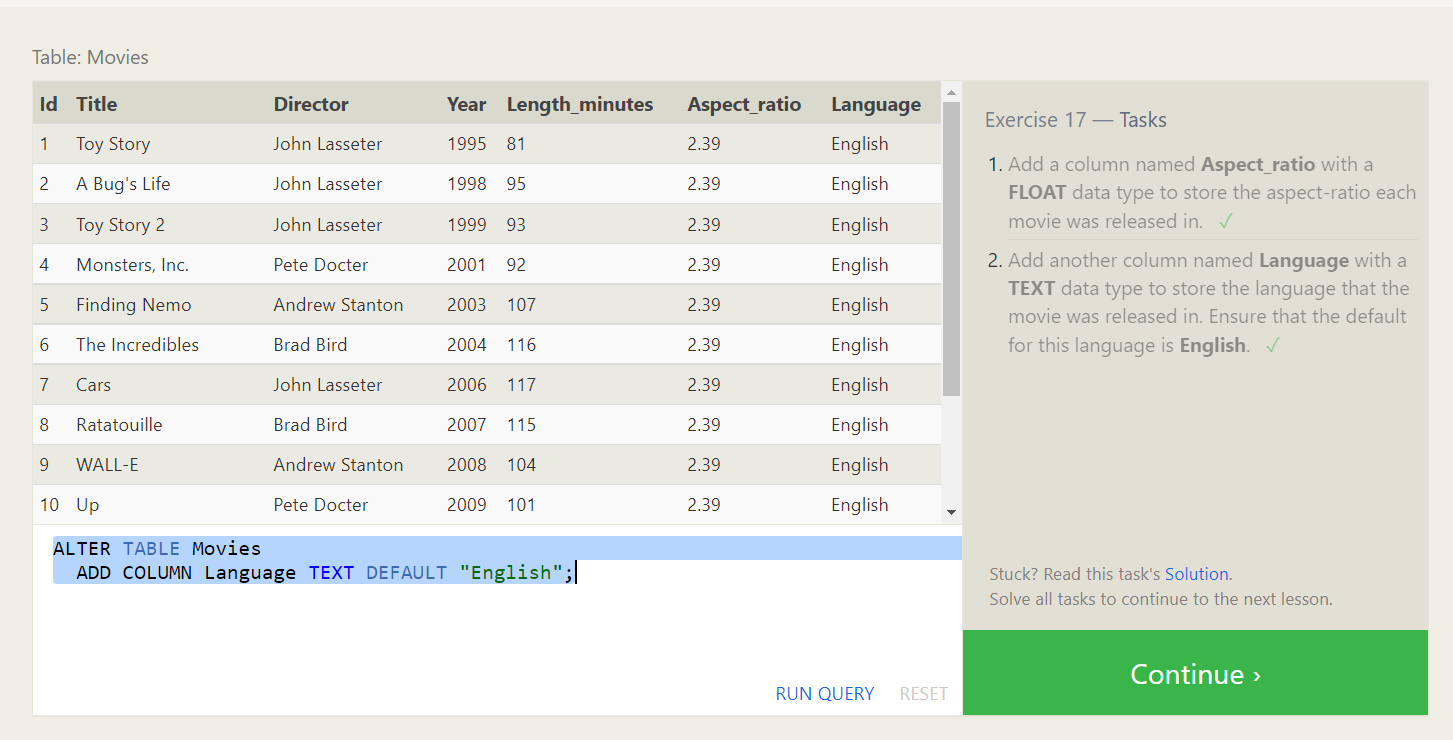 Table: Movies
Id Title Director Year Length_minutes Aspect_ratio Language
1 Toy Story John Lasseter 1995 81 2.39 English
2 A Bug's Life John Lasseter 1998 95 2.39 English
3 Toy Story 2 John Lasseter 1999 93 2.39 English
4 Monsters, Inc. Pete Docter 2001 92 2.39 English
5 Finding Nemo Andrew Stanton 2003 107 2.39 English
6 The Incredibles Brad Bird 2004 116 2.39 English
7 Cars John Lasseter 2006 117 2.39 English
8 Ratatouille Brad Bird 2007 115 2.39 English
9 WALL-E Andrew Stanton 2008 104 2.39 English
10 Up Pete Docter 2009 101 2.39 English
ALTER TABLE Movies
ADD COLUMN Language TEXT DEFAULT "English";
RUN QUERY RESET
Exercise 17 — Tasks
1. Add a column named Aspect_ratio with a
FLOAT data type to store the aspect-ratio each
movie was released in. ✓
2. Add another column named Language with a
TEXT data type to store the language that the
movie was released in. Ensure that the default
for this language is English. ✓
Stuck? Read this task's Solution.
Solve all tasks to continue to the next lesson.
Continue ›